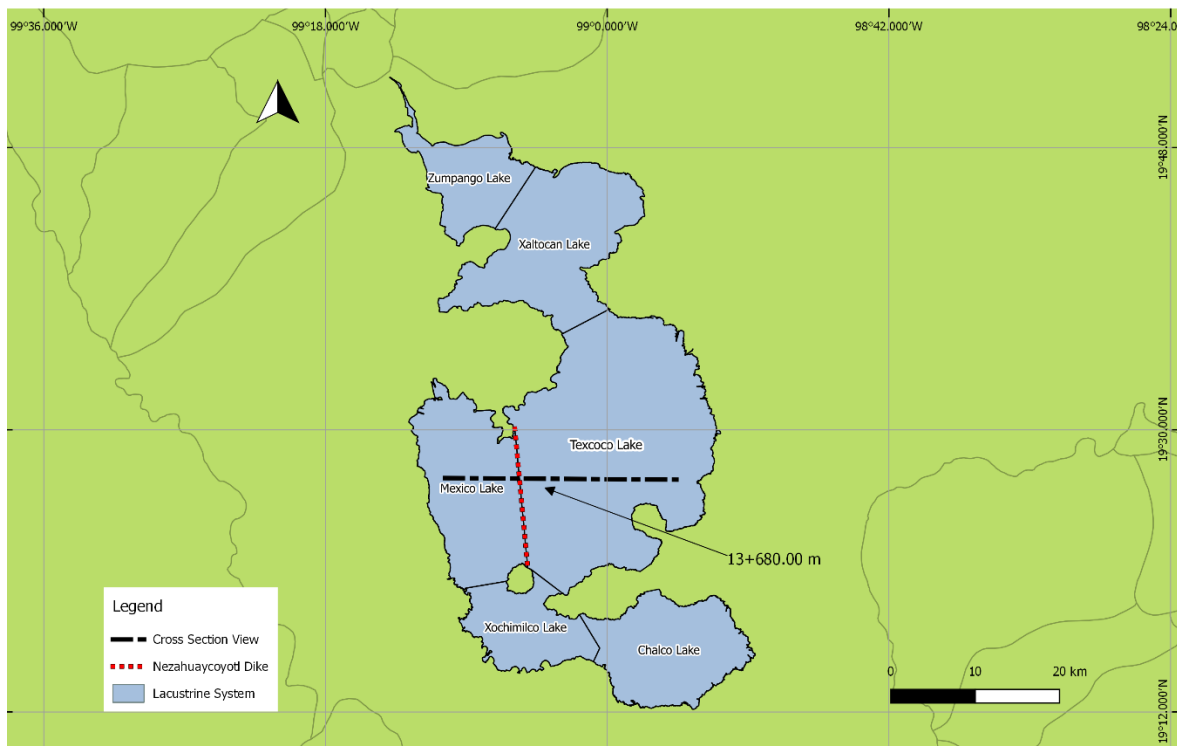 99°36.000'W
99°18.000'W
99°0.000'W
98°42.000'W
98°24.000'W
19°48.000'N
Zumpango Lake
Xaltocan Lake
19°30.000'N
Texcoco Lake
Mexico Lake
13+680.00 m
Xochimilco Lake
Chalco Lake
Legend
Cross Section View
Nezahuaycoyotl Dike
Lacustrine System
0 10 20 km
19°12.000'N